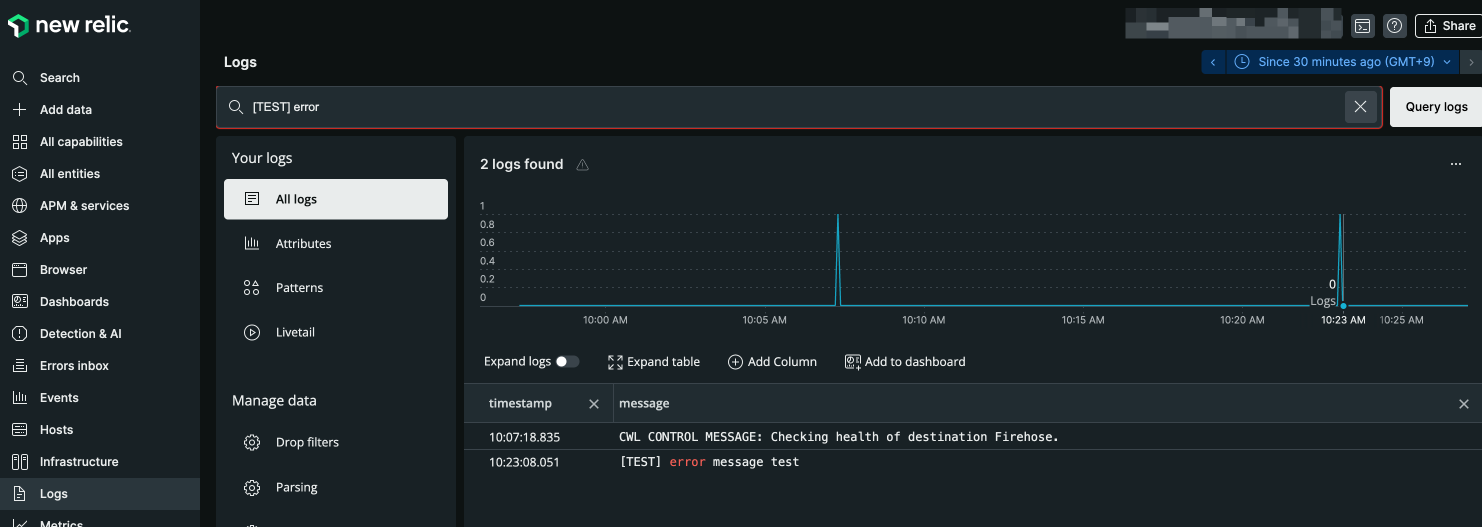 new relic
Share
Logs
Since 30 minutes ago (GMT+9)
[TEST] error
Query logs
Search
Add data
All capabilities
All entities
APM & services
Apps
Browser
Dashboards
Detection & AI
Errors inbox
Events
Hosts
Infrastructure
Logs
Metrics
Your logs
All logs
Attributes
Patterns
Livetail
Manage data
Drop filters
Parsing
2 logs found
1
0.8
0.6
0.4
0.2
0
0
Logs
10:00 AM 10:05 AM 10:10 AM 10:15 AM 10:20 AM 10:23 AM 10:25 AM
Expand logs Expand table Add Column Add to dashboard
timestamp message
10:07:18.835 CWL CONTROL MESSAGE: Checking health of destination Firehose.
10:23:08.051 [TEST] error message test